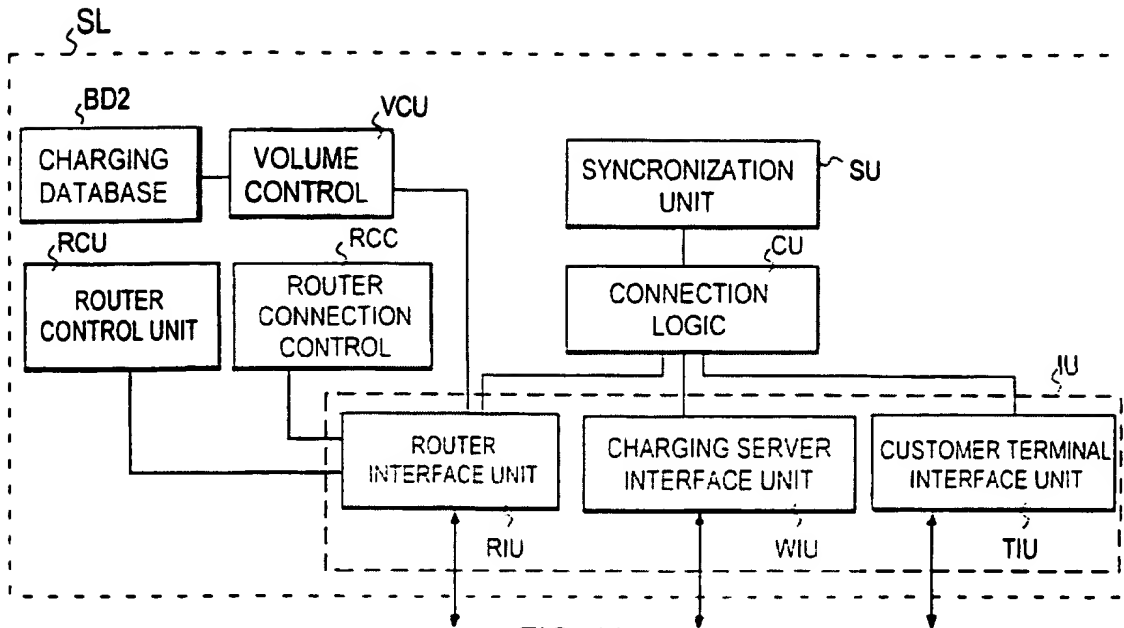 SL
BD2
VCU
CHARGING
DATABASE
VOLUME
CONTROL
SYNCRONIZATION
UNIT
SU
RCU
RCC
CU
ROUTER
CONTROL UNIT
ROUTER
CONNECTION
CONTROL
CONNECTION
LOGIC
IU
ROUTER
INTERFACE UNIT
CHARGING SERVER
INTERFACE UNIT
CUSTOMER TERMINAL
INTERFACE UNIT
RIU
WIU
TIU